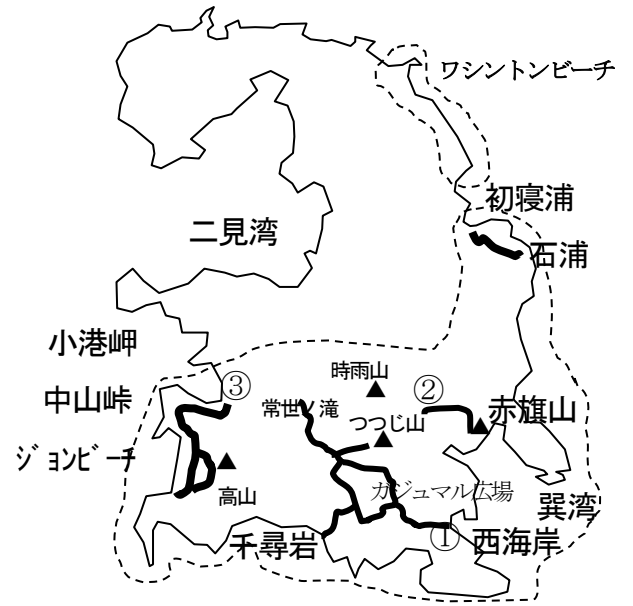 ワシントンビーチ
初寝浦
二見湾
石浦
小港岬
時雨山
③
②
中山峠
常世ノ滝
赤旗山
つつじ山
ｼﾞｮﾝﾋﾞｰﾁ
高山
ガジュマル広場
巽湾
千尋岩
①
西海岸